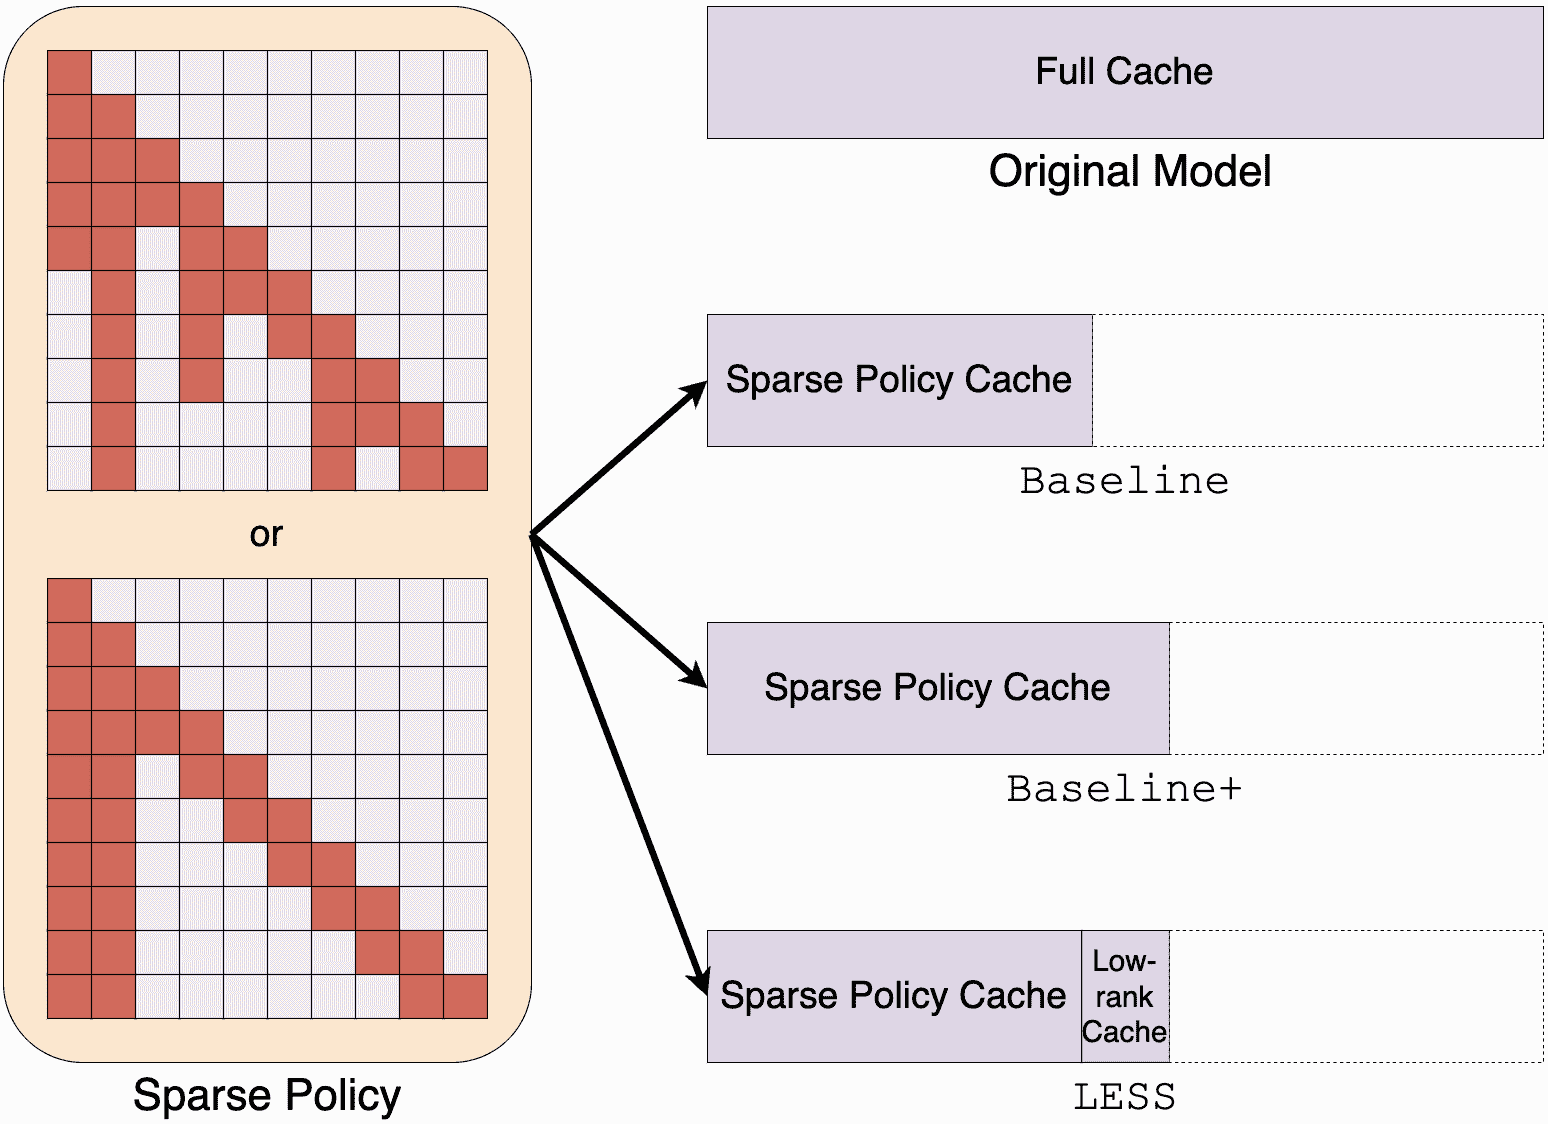 Full Cache
Original Model
Sparse Policy Cache
Baseline
or
Sparse Policy Cache
Baseline+
Sparse Policy Cache
Low-
rank
Cache
LESS
Sparse Policy